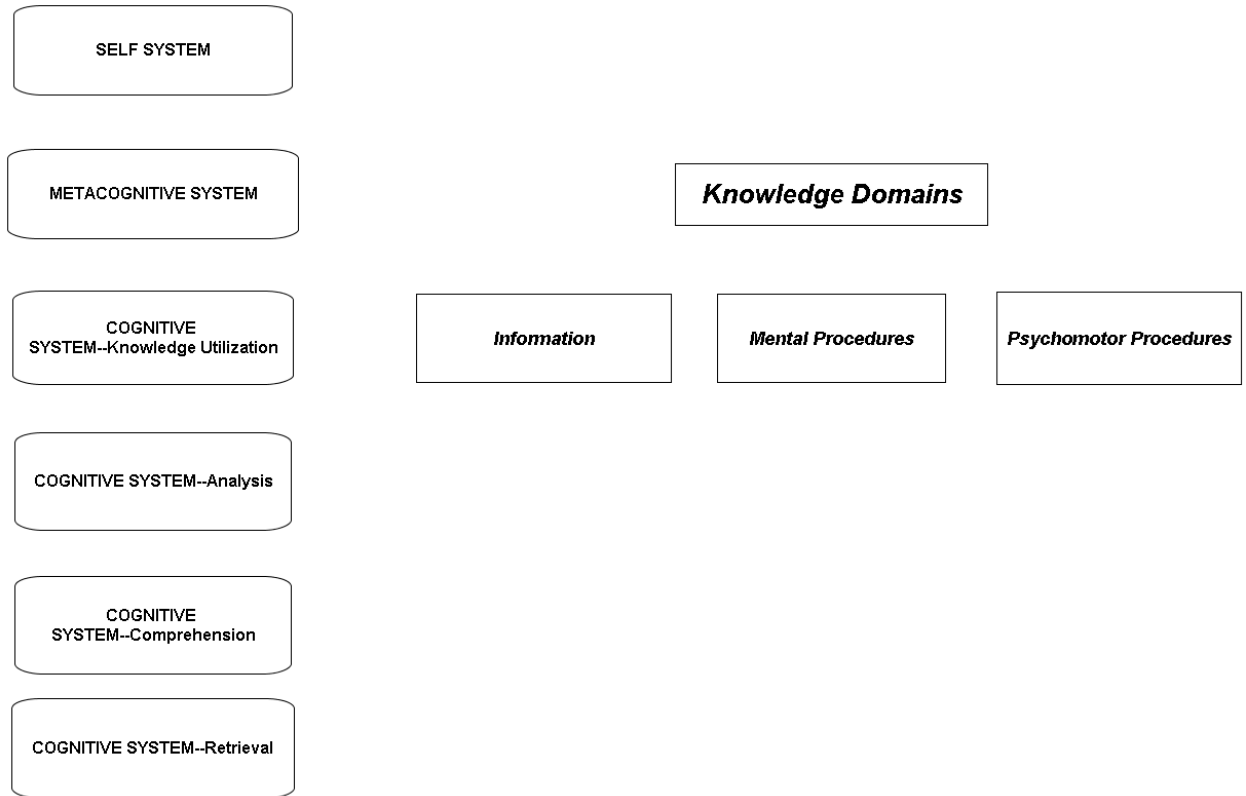 SELF SYSTEM
METACOGNITIVE SYSTEM
Knowledge Domains
COGNITIVE
SYSTEM--Knowledge Utilization
Information
Mental Procedures
Psychomotor Procedures
COGNITIVE SYSTEM--Analysis
COGNITIVE
SYSTEM--Comprehension
COGNITIVE SYSTEM--Retrieval